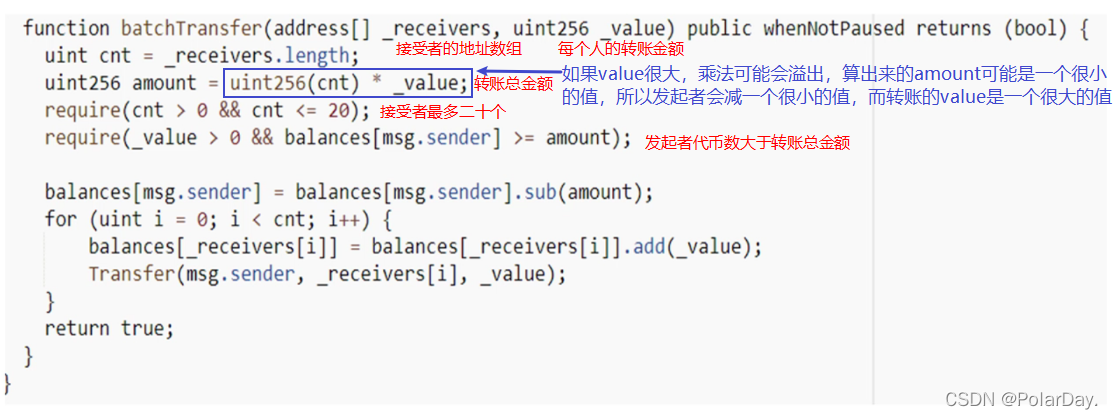 function batchTransfer(address[] _receivers, uint256 _value) public whenNotPaused returns (bool) {
uint cnt = _receivers.length; 接受者的地址数组 每个人的转账金额
uint256 amount = uint256(cnt) * _value; 转账总金额
如果value很大，乘法可能会溢出，算出来的amount可能是一个很小
的值，所以发起者会减一个很小的值，而转账的value是一个很大的值
require(cnt > 0 && cnt <= 20); 接受者最多二十个
require(_value > 0 && balances[msg.sender] >= amount); 发起者代币数大于转账总金额
balances[msg.sender] = balances[msg.sender].sub(amount);
for (uint i = 0; i < cnt; i++) {
balances[_receivers[i]] = balances[_receivers[i]].add(_value);
Transfer(msg.sender, _receivers[i], _value);
}
return true;
}
}
CSDN @PolarDay.